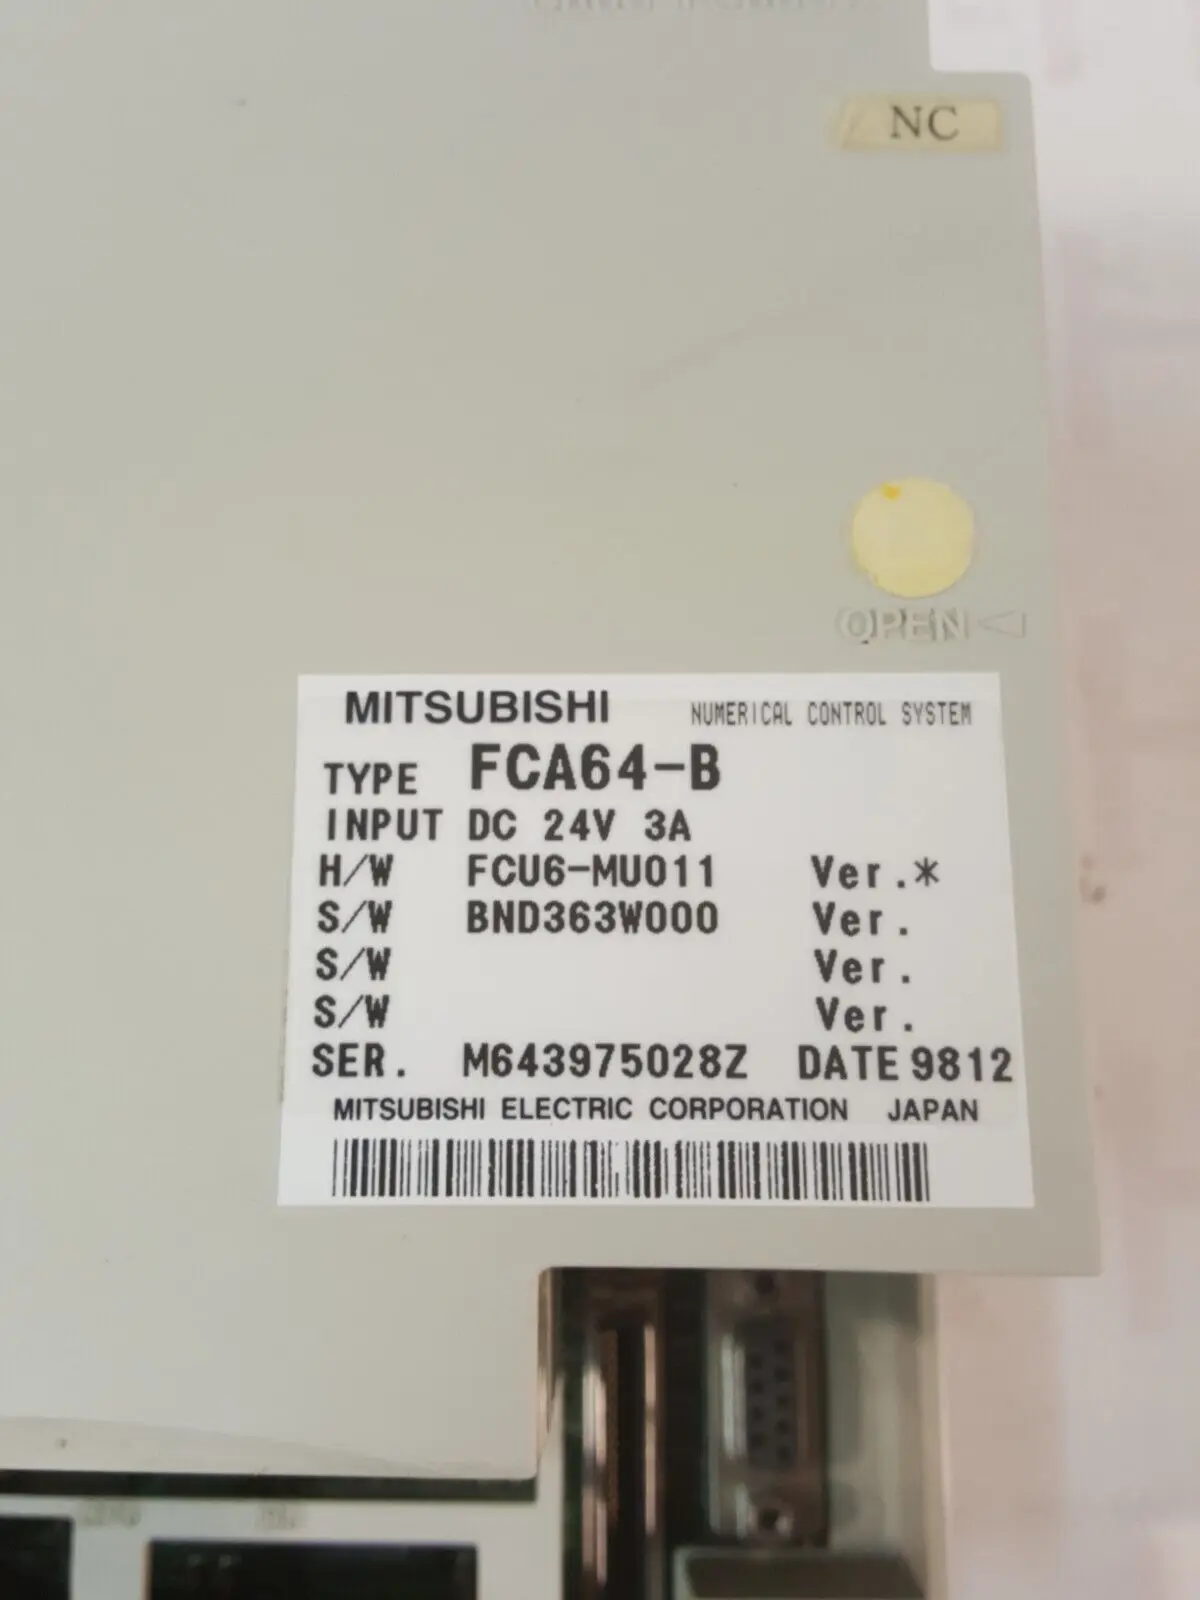 NC
OPEN
MITSUBISHI NUMERICAL CONTROL SYSTEM
TYPE FCA64-B
INPUT DC 24V 3A
H/W FCU6-MU011 Ver.*
S/W BND363W000 Ver.
S/W Ver.
S/W Ver.
SER. M643975028Z DATE 9812
MITSUBISHI ELECTRIC CORPORATION JAPAN